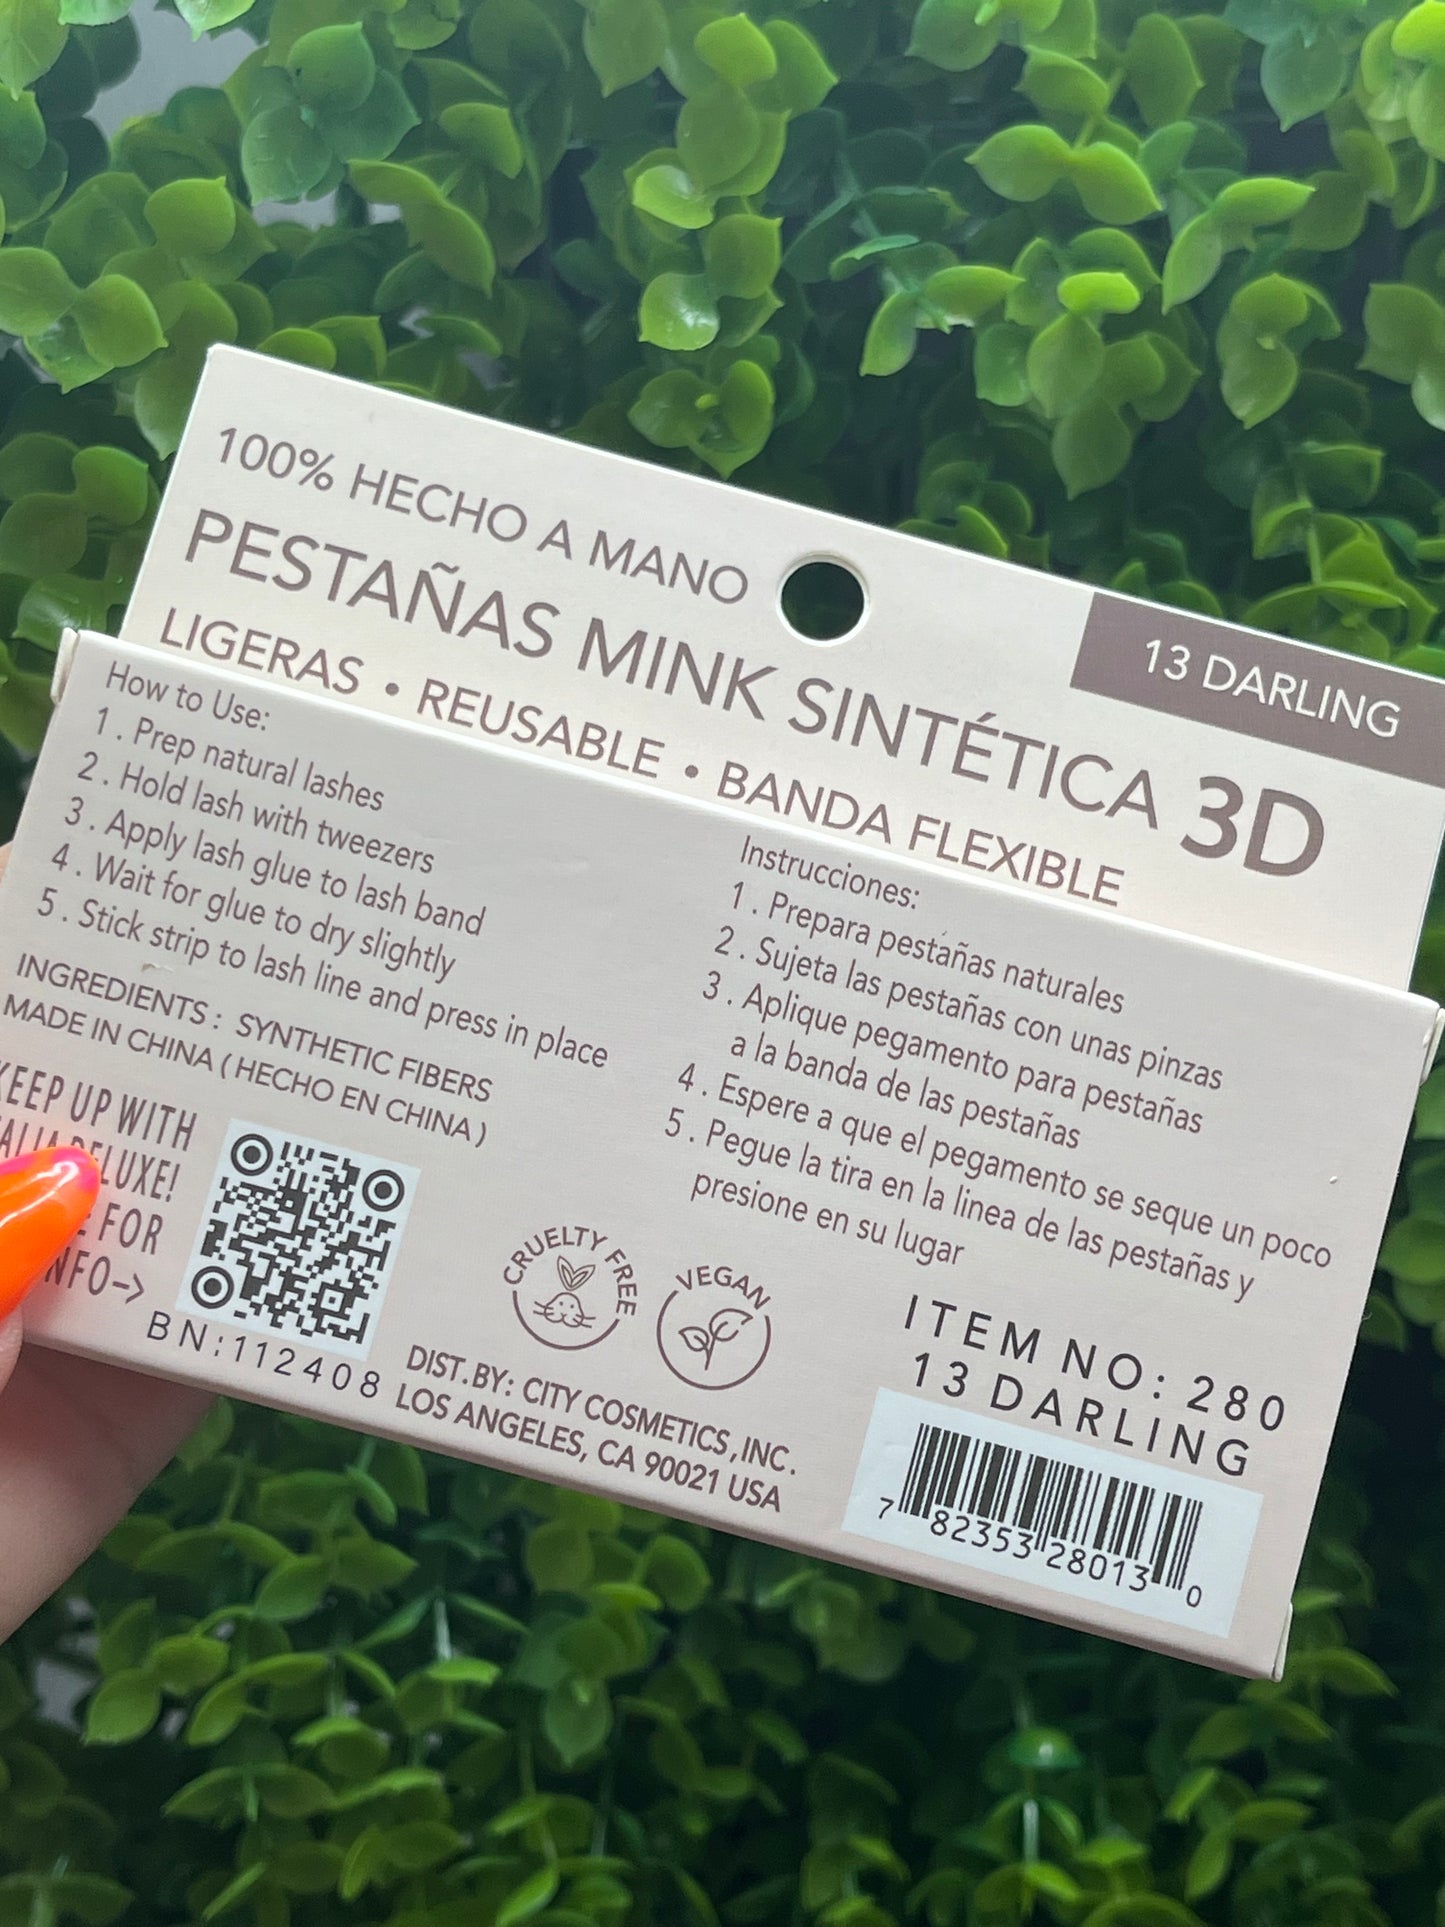 100% HECHO A MANO
PESTAÑAS MINK SINTÉTICA 3D
LIGERAS • REUSABLE • BANDA FLEXIBLE
13 DARLING
How to Use:
1 . Prep natural lashes
2 . Hold lash with tweezers
3 . Apply lash glue to lash band
4 . Wait for glue to dry slightly
5 . Stick strip to lash line and press in place
INGREDIENTS : SYNTHETIC FIBERS
MADE IN CHINA ( HECHO EN CHINA )
KEEP UP WITH
DELUXE!
FOR
INFO->
BN:112408
Instrucciones:
1 . Prepara pestañas naturales
2 . Sujeta las pestañas con unas pinzas
3 . Aplique pegamento para pestañas
a la banda de las pestañas
4 . Espere a que el pegamento se seque un poco
5 . Pegue la tira en la linea de las pestañas y
presione en su lugar
CRUELTY FREE
VEGAN
DIST.BY: CITY COSMETICS,INC.
LOS ANGELES, CA 90021 USA
ITEM NO: 280
13 DARLING
7 82353 28013 0